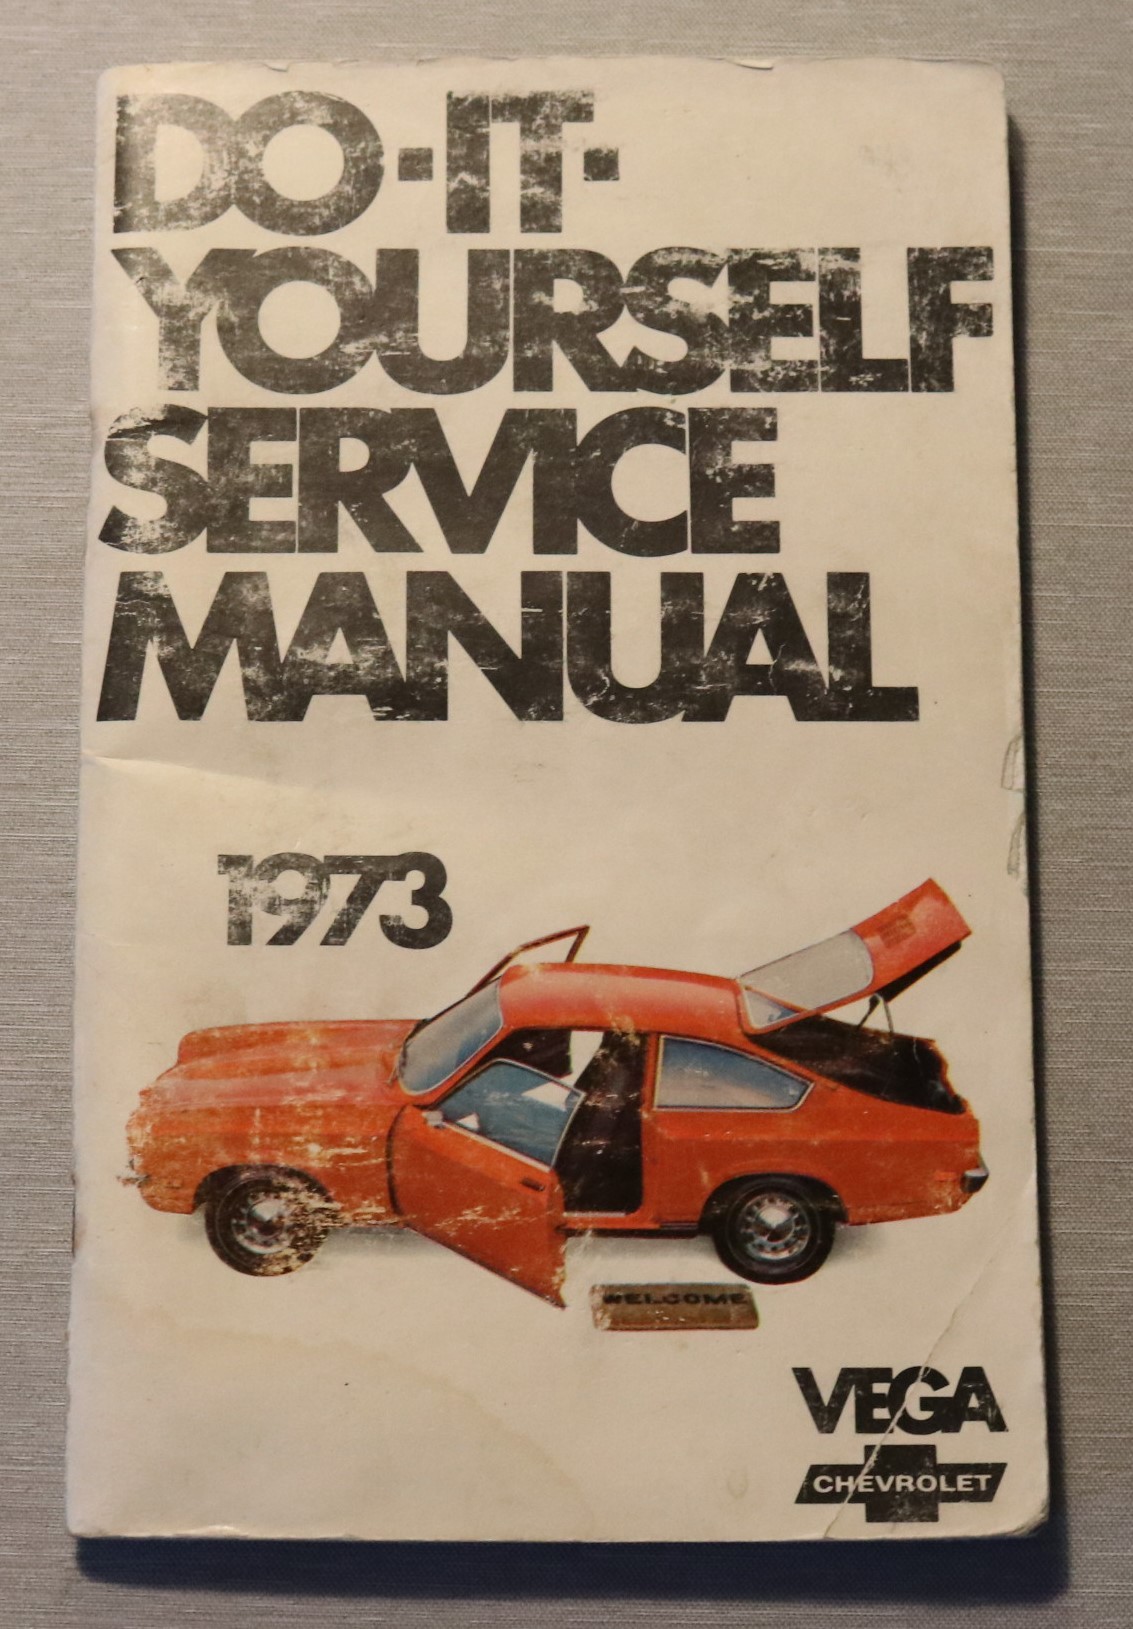 DO-IT-
YOURSELF
SERVICE
MANUAL
1973
WELCOME
VEGA
CHEVROLET